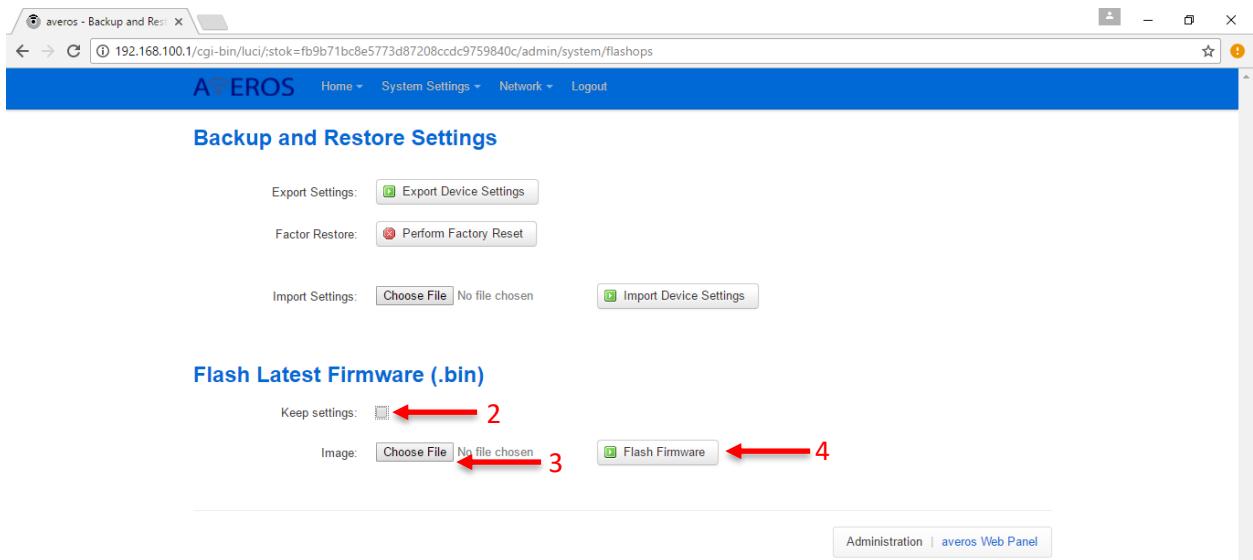 averos - Backup and Res
192.168.100.1/cgi-bin/luci/;stok=fb9b71bc8e5773d87208ccdc9759840c/admin/system/flashops
AVEROS Home System Settings Network Logout
Backup and Restore Settings
Export Settings: Export Device Settings
Factor Restore: Perform Factory Reset
Import Settings: Choose File No file chosen Import Device Settings
Flash Latest Firmware (.bin)
Keep settings: 2
Image: Choose File No file chosen 3 Flash Firmware 4
Administration | averos Web Panel